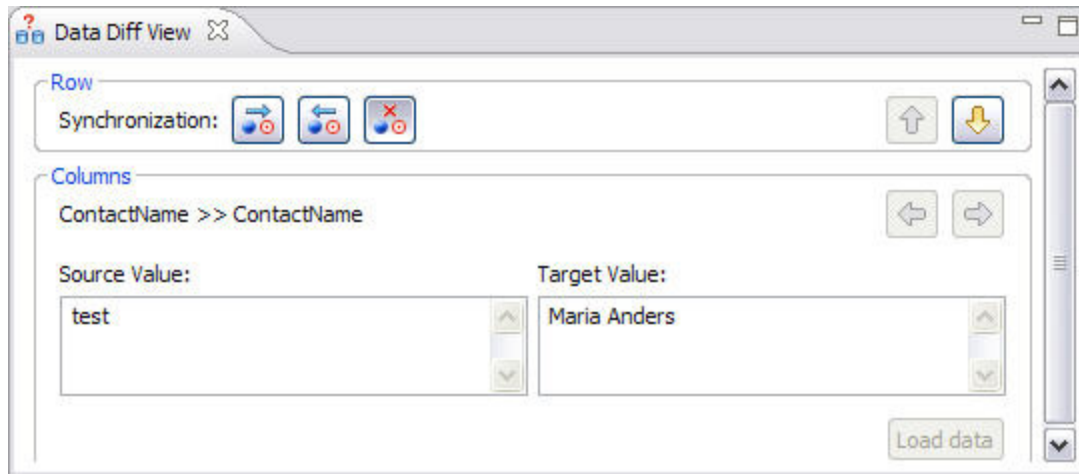 Data Diff View
Row
Synchronization:
Columns
ContactName >> ContactName
Source Value:
Target Value:
test
Maria Anders
Load data